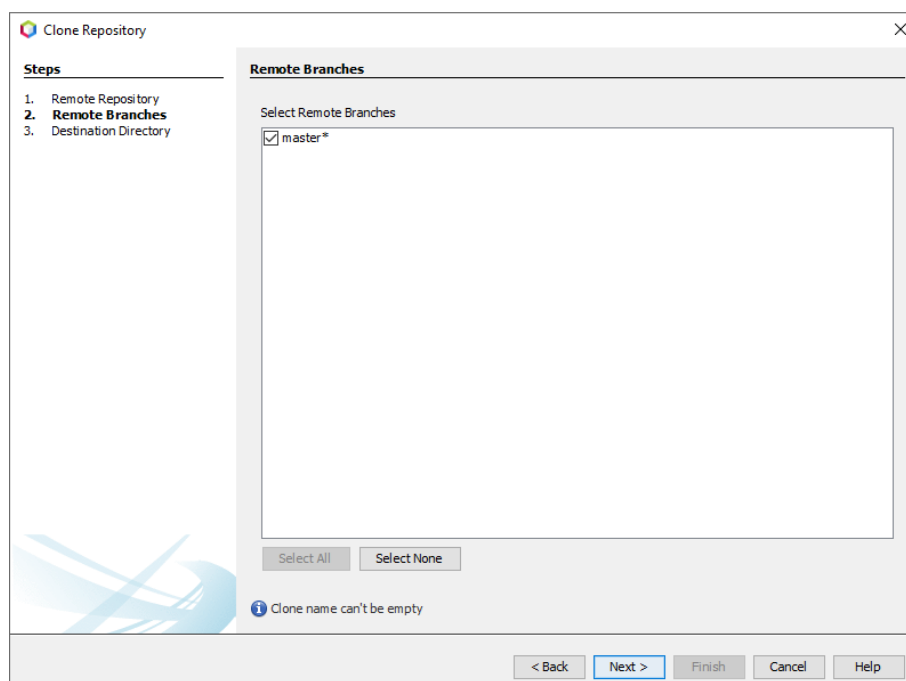 Clone Repository
Steps
1. Remote Repository
2. Remote Branches
3. Destination Directory
Remote Branches
Select Remote Branches
master*
Select All
Select None
Clone name can't be empty
< Back
Next >
Finish
Cancel
Help